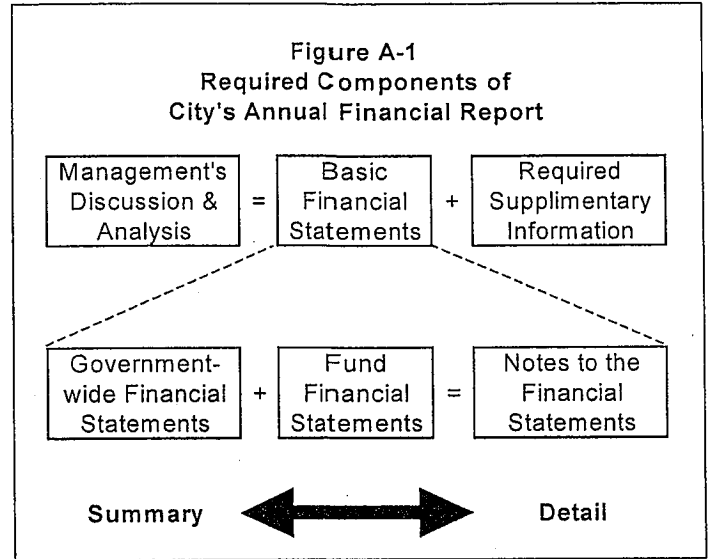 Figure A-1
Required Components of
City's Annual Financial Report
Management's
Discussion &
Analysis
=
Basic
Financial
Statements
+
Required
Supplimentary
Information
Government-
wide Financial
Statements
+
Fund
Financial
Statements
=
Notes to the
Financial
Statements
Summary
Detail